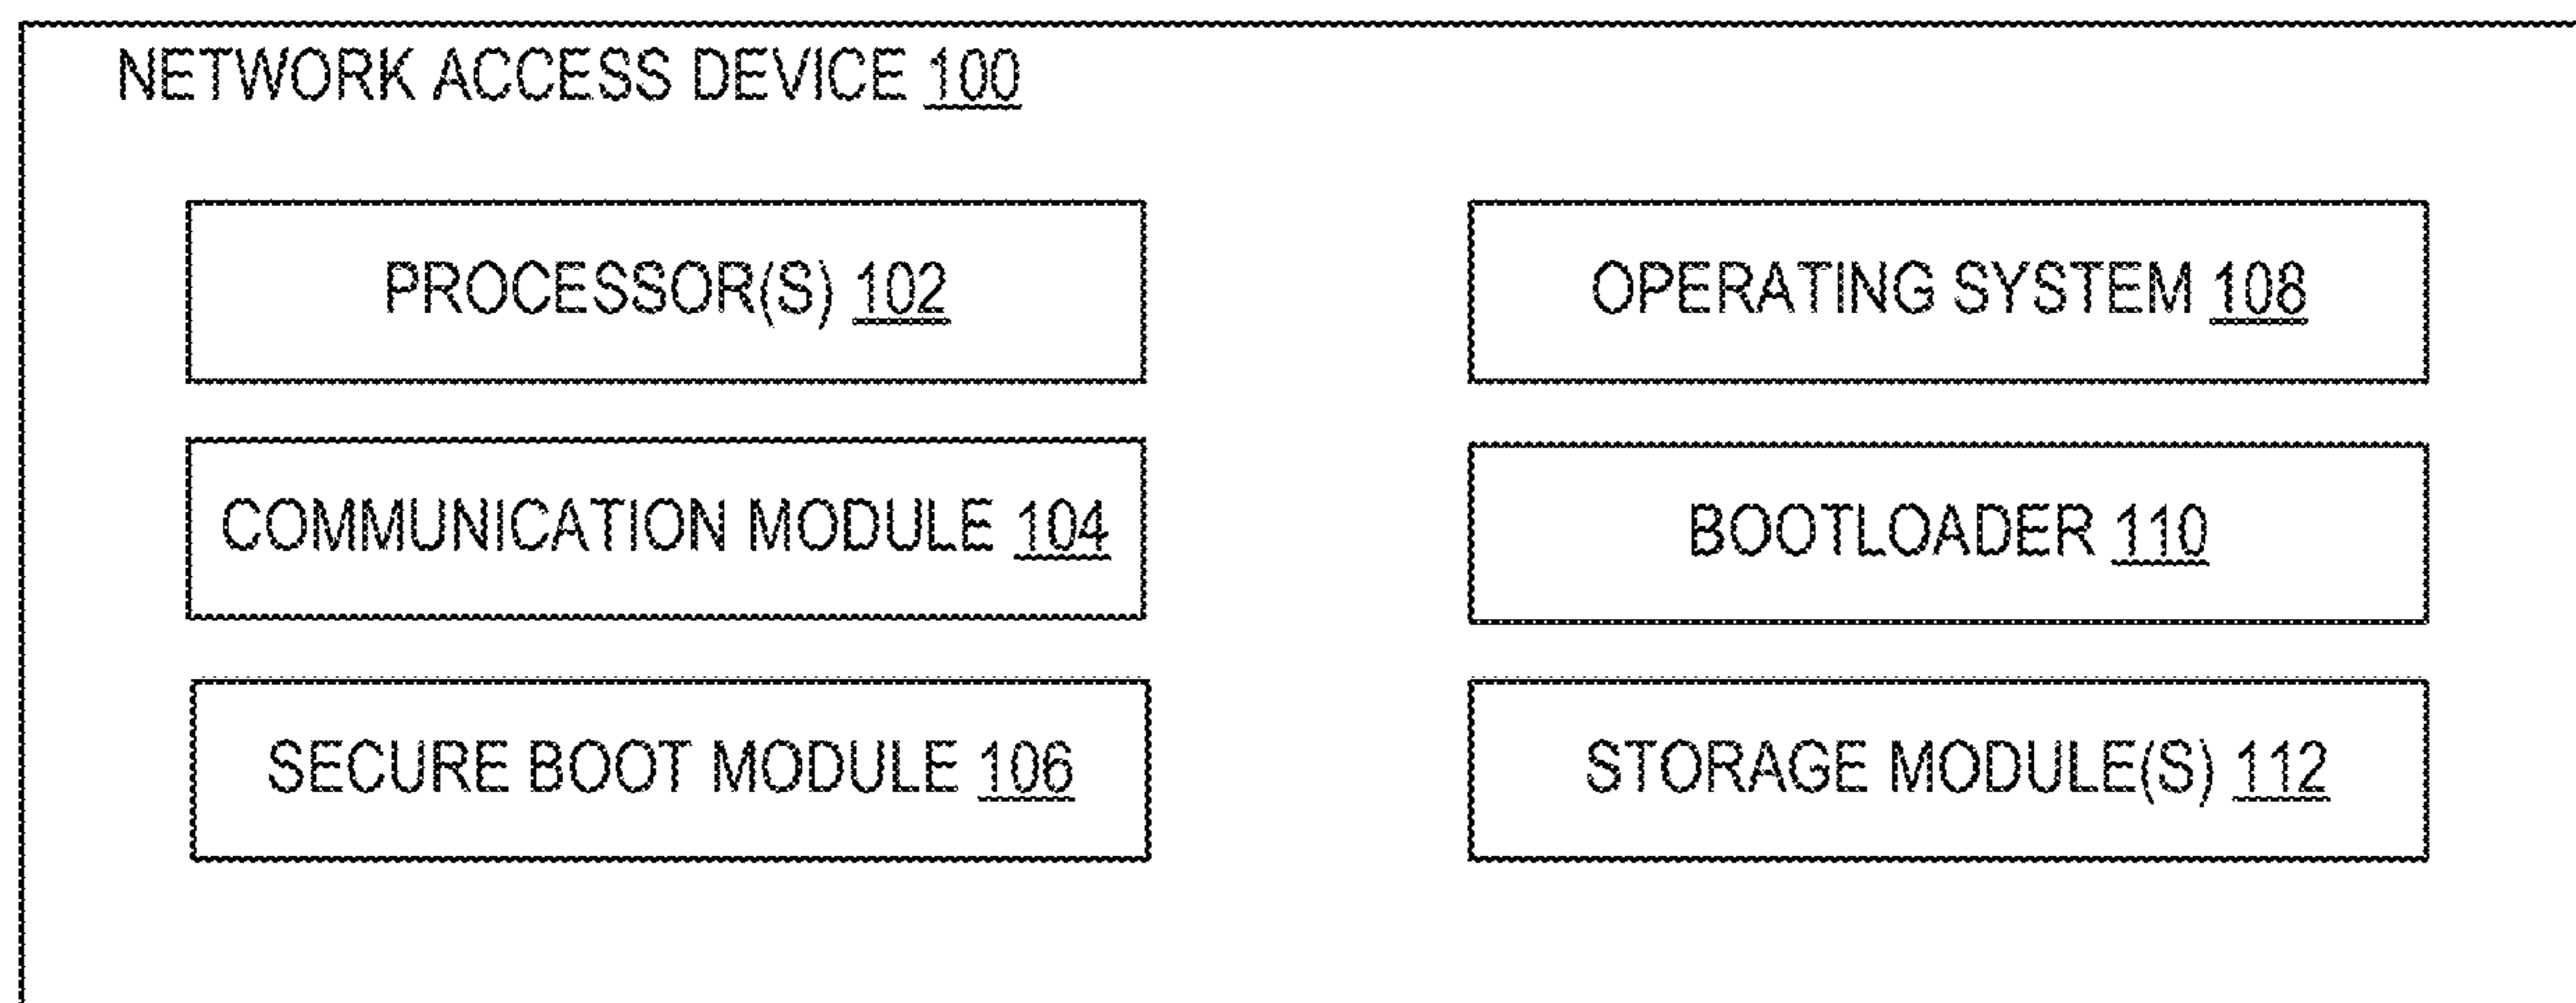 NETWORK ACCESS DEVICE 100
PROCESSOR(S) 102
COMMUNICATION MODULE 104
SECURE BOOT MODULE 106
OPERATING SYSTEM 108
BOOTLOADER 110
STORAGE MODULE(S) 112